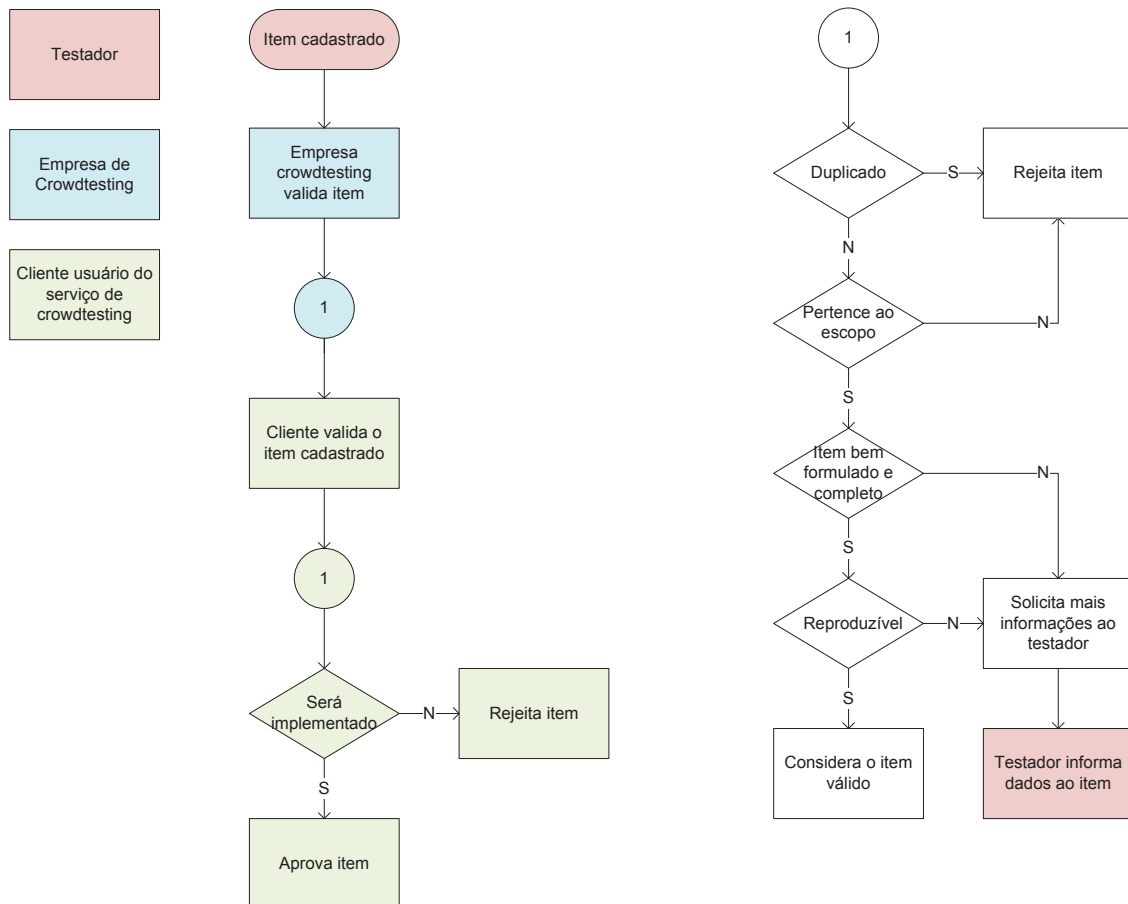 Testador
Empresa de
Crowdtesting
Cliente usuário do
serviço de
crowdtesting
Item cadastrado
Empresa
crowdtesting
valida item
1
Cliente valida o
item cadastrado
1
Será
implementado
N
Rejeita item
S
Aprova item
1
Duplicado
S
Rejeita item
N
Pertence ao
escopo
N
S
Item bem
formulado e
completo
N
S
Reproduzível
N
Solicita mais
informações ao
testador
S
Considera o item
válido
Testador informa
dados ao item